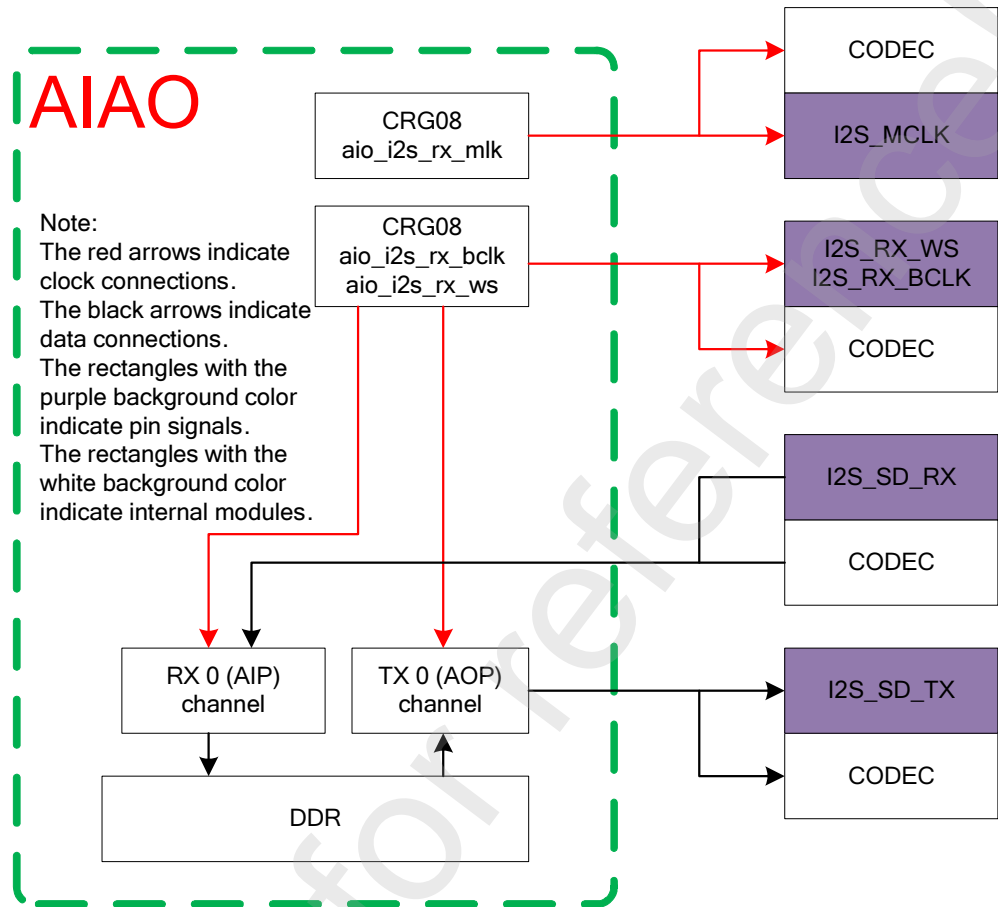 AIAO
CRG08
aio_i2s_rx_mlk
CODEC
I2S_MCLK
Note:
The red arrows indicate
clock connections.
The black arrows indicate
data connections.
The rectangles with the
purple background color
indicate pin signals.
The rectangles with the
white background color
indicate internal modules.
CRG08
aio_i2s_rx_bclk
aio_i2s_rx_ws
I2S_RX_WS
I2S_RX_BCLK
CODEC
I2S_SD_RX
CODEC
RX 0 (AIP)
channel
TX 0 (AOP)
channel
I2S_SD_TX
CODEC
DDR
for reference